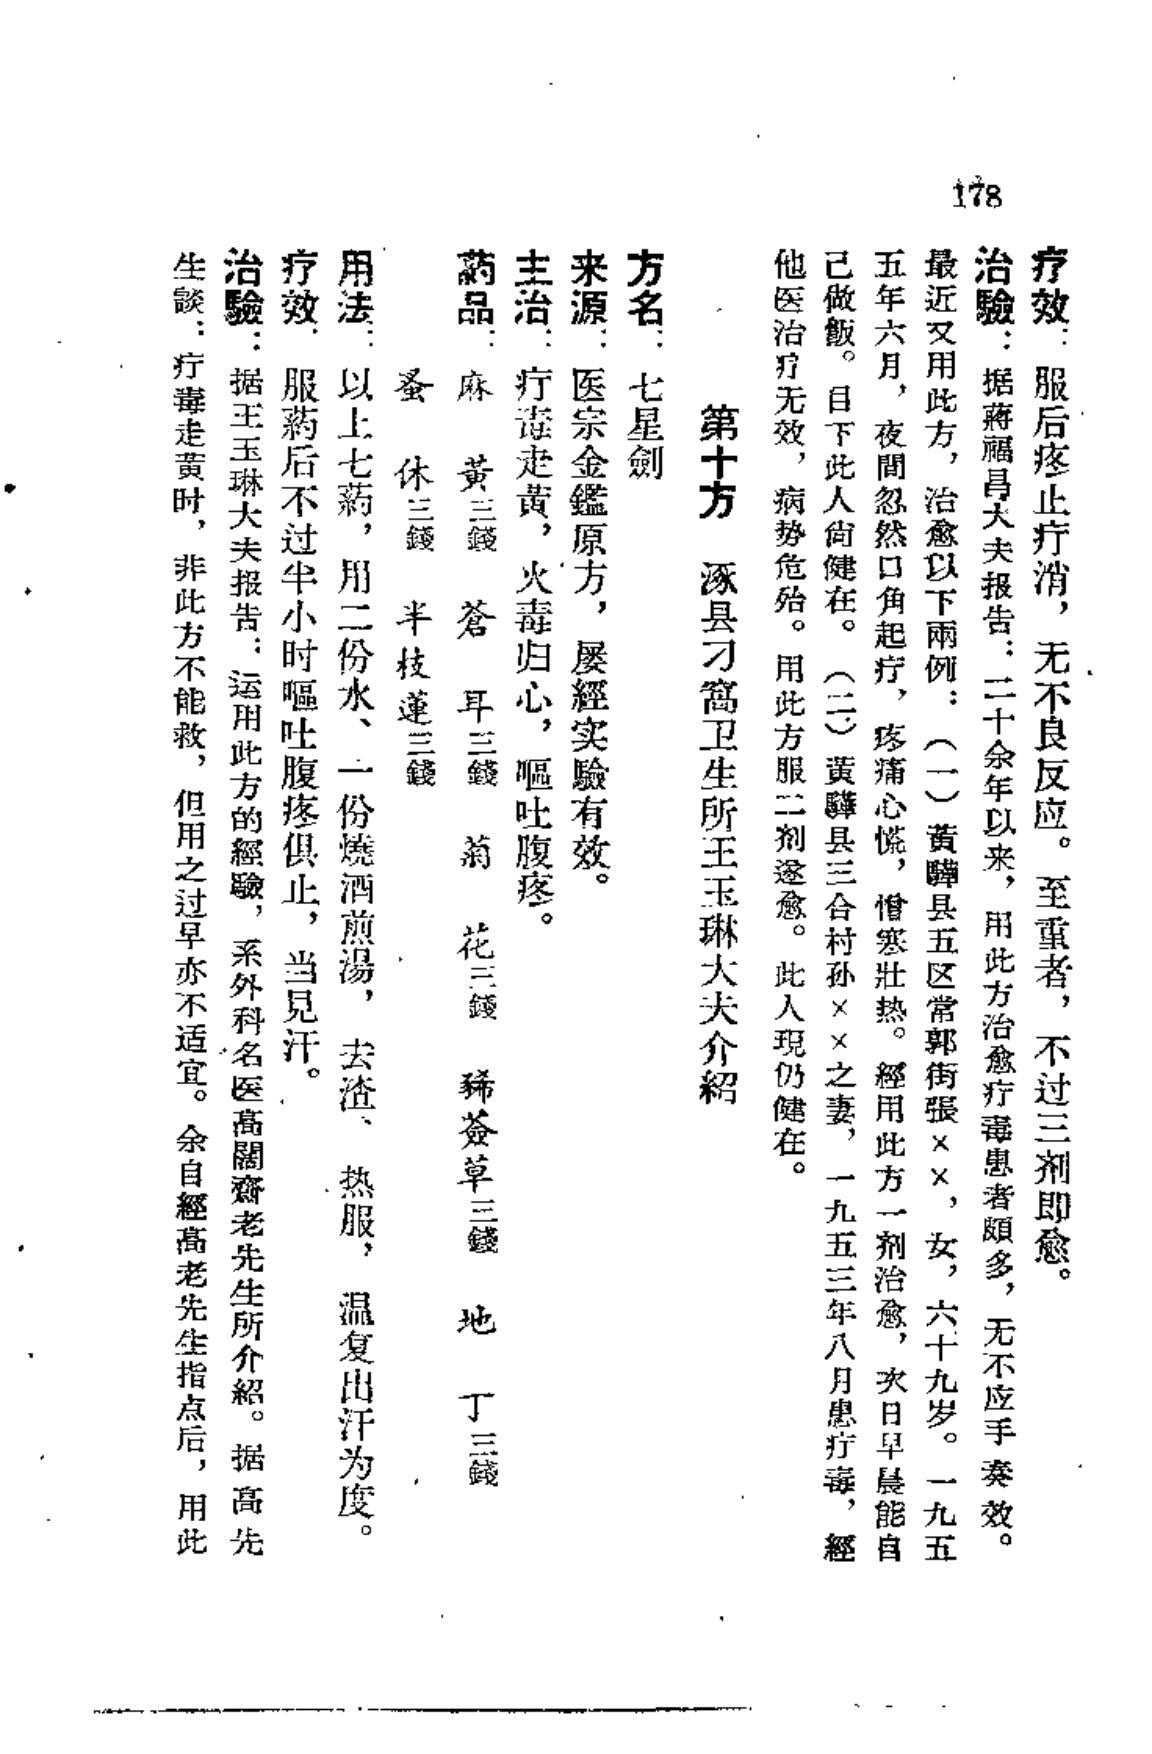 178
疗效：服后疼止疗消，无不良反应。至重者，不过三剂即愈。
治驗：据蔣福昌大夫报告：二十余年以来，用此方治愈疗毒患者頗多，无不应手奏效。
最近又用此方，治愈以下兩例：（一）黃驊县五区常郭街張××，女，六十九岁。一九五
五年六月，夜間忽然口角起疔，疼痛心慌，憎寒壯热。經用此方一剂治愈，次日早晨能自
己做飯。目下此人尙健在。（二）黃驊县三合村孙××之妻，一九五三年八月患疔毒，經
他医治疗无效，病势危殆。用此方服二剂遂愈。此人現仍健在。
第十方　涿县刁窩卫生所王玉琳大夫介紹
方名：七星劍
来源：医宗金鑑原方，屡經实驗有效。
主治：疔毒走黄，火毒归心，嘔吐腹疼。
葯品：麻　黃三錢　蒼　耳三錢　菊　花三錢　豨薟草三錢　地　丁三錢
蚤　休三錢　半枝蓮三錢
用法：以上七葯，用二份水、一份燒酒煎湯，去渣、热服，温复出汗为度。
疗效：服葯后不过半小时嘔吐腹疼俱止，当見汗。
治驗：据王玉琳大夫报告：运用此方的經驗，系外科名医高闊齋老先生所介紹。据高先
生談：疔毒走黄时，非此方不能救，但用之过早亦不适宜。余自經高老先生指点后，用此